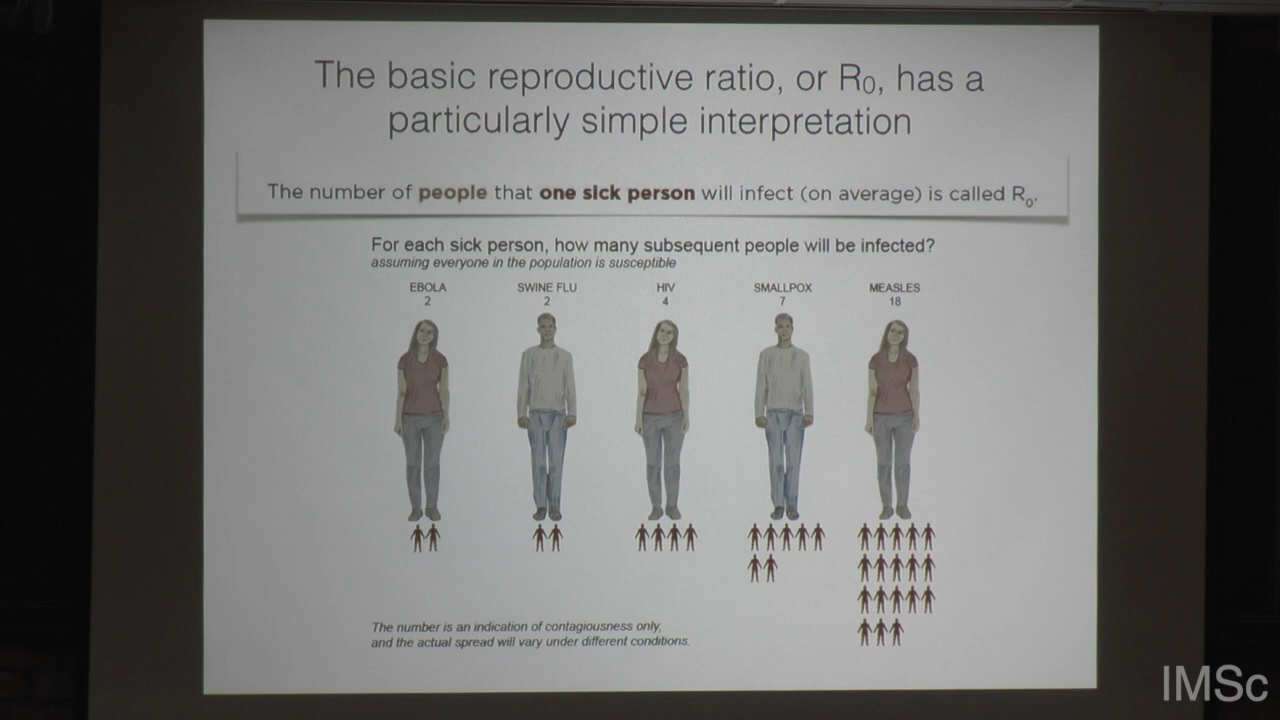 The basic reproductive ratio, or R₀, has a
particularly simple interpretation
The number of people that one sick person will infect (on average) is called R₀.
For each sick person, how many subsequent people will be infected?
assuming everyone in the population is susceptible
EBOLA SWINE FLU HIV SMALLPOX MEASLES
2 2 4 7 18
The number is an indication of contagiousness only,
and the actual spread will vary under different conditions.
IMSc